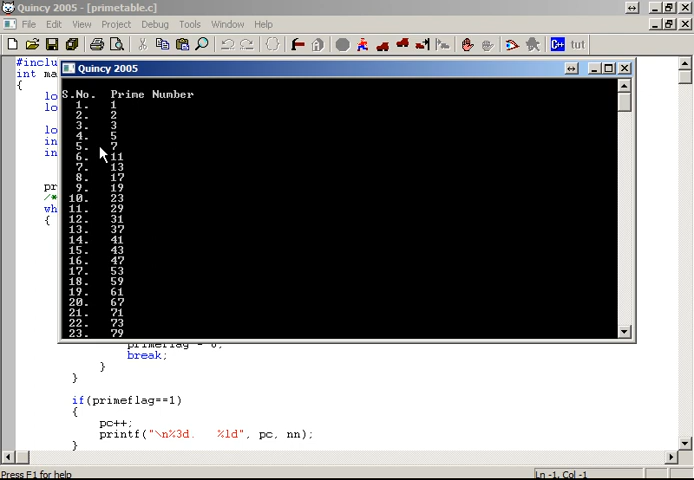 Quincy 2005 - [primetable.c]
File Edit View Project Debug Tools Window Help
C++ tut
#inclu
int ma
{
lo
lo
lo
in
in
pr
/*
wh
{
Quincy 2005
S.No. Prime Number
1. 1
2. 2
3. 3
4. 5
5. 7
6. 11
7. 13
8. 17
9. 19
10. 23
11. 29
12. 31
13. 37
14. 41
15. 43
16. 47
17. 53
18. 59
19. 61
20. 67
21. 71
22. 73
23. 79
primeflag = 0;
break;
}
}
if(primeflag==1)
{
pc++;
printf("\n%3d. %ld", pc, nn);
}
Press F1 for help
Ln -1, Col -1